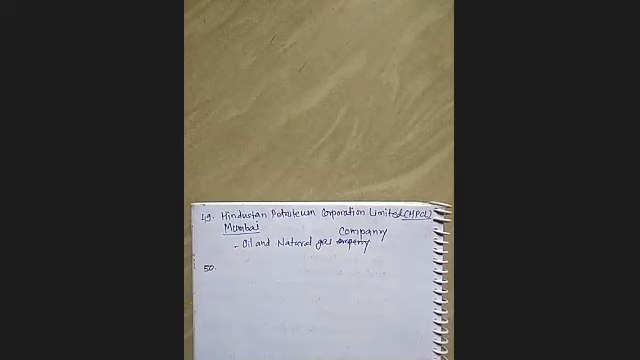 49. Hindustan Petroleum Corporation Limited (HPCL)
Mumbai
Company
- Oil and Natural gas
50.